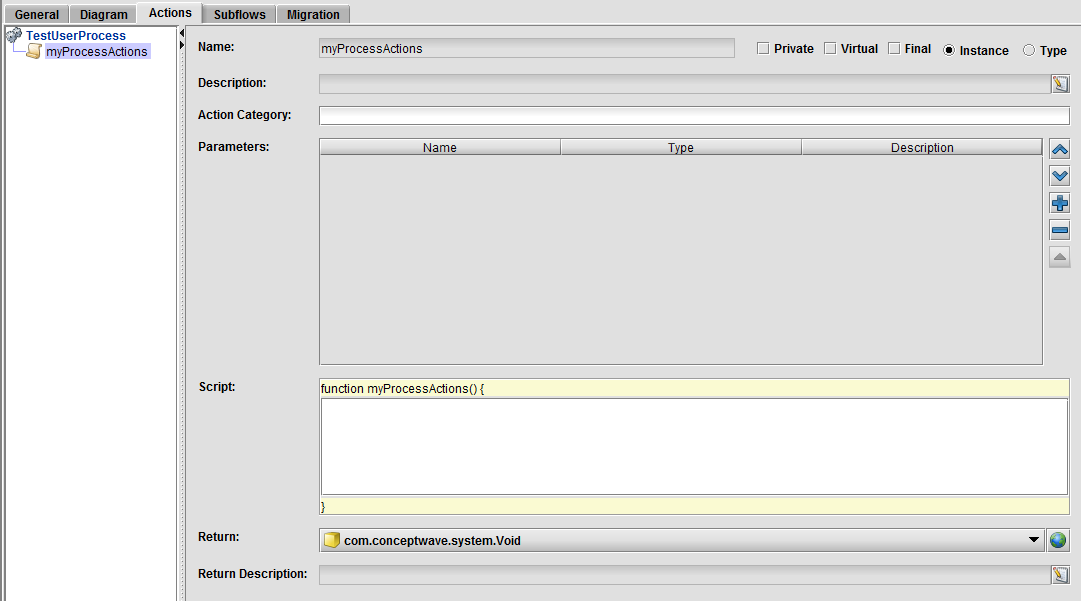 General Diagram Actions Subflows Migration
TestUserProcess
myProcessActions
Name: myProcessActions Private Virtual Final Instance Type
Description:
Action Category:
Parameters: Name Type Description
Script: function myProcessActions() {
}
Return: com.conceptwave.system.Void
Return Description: